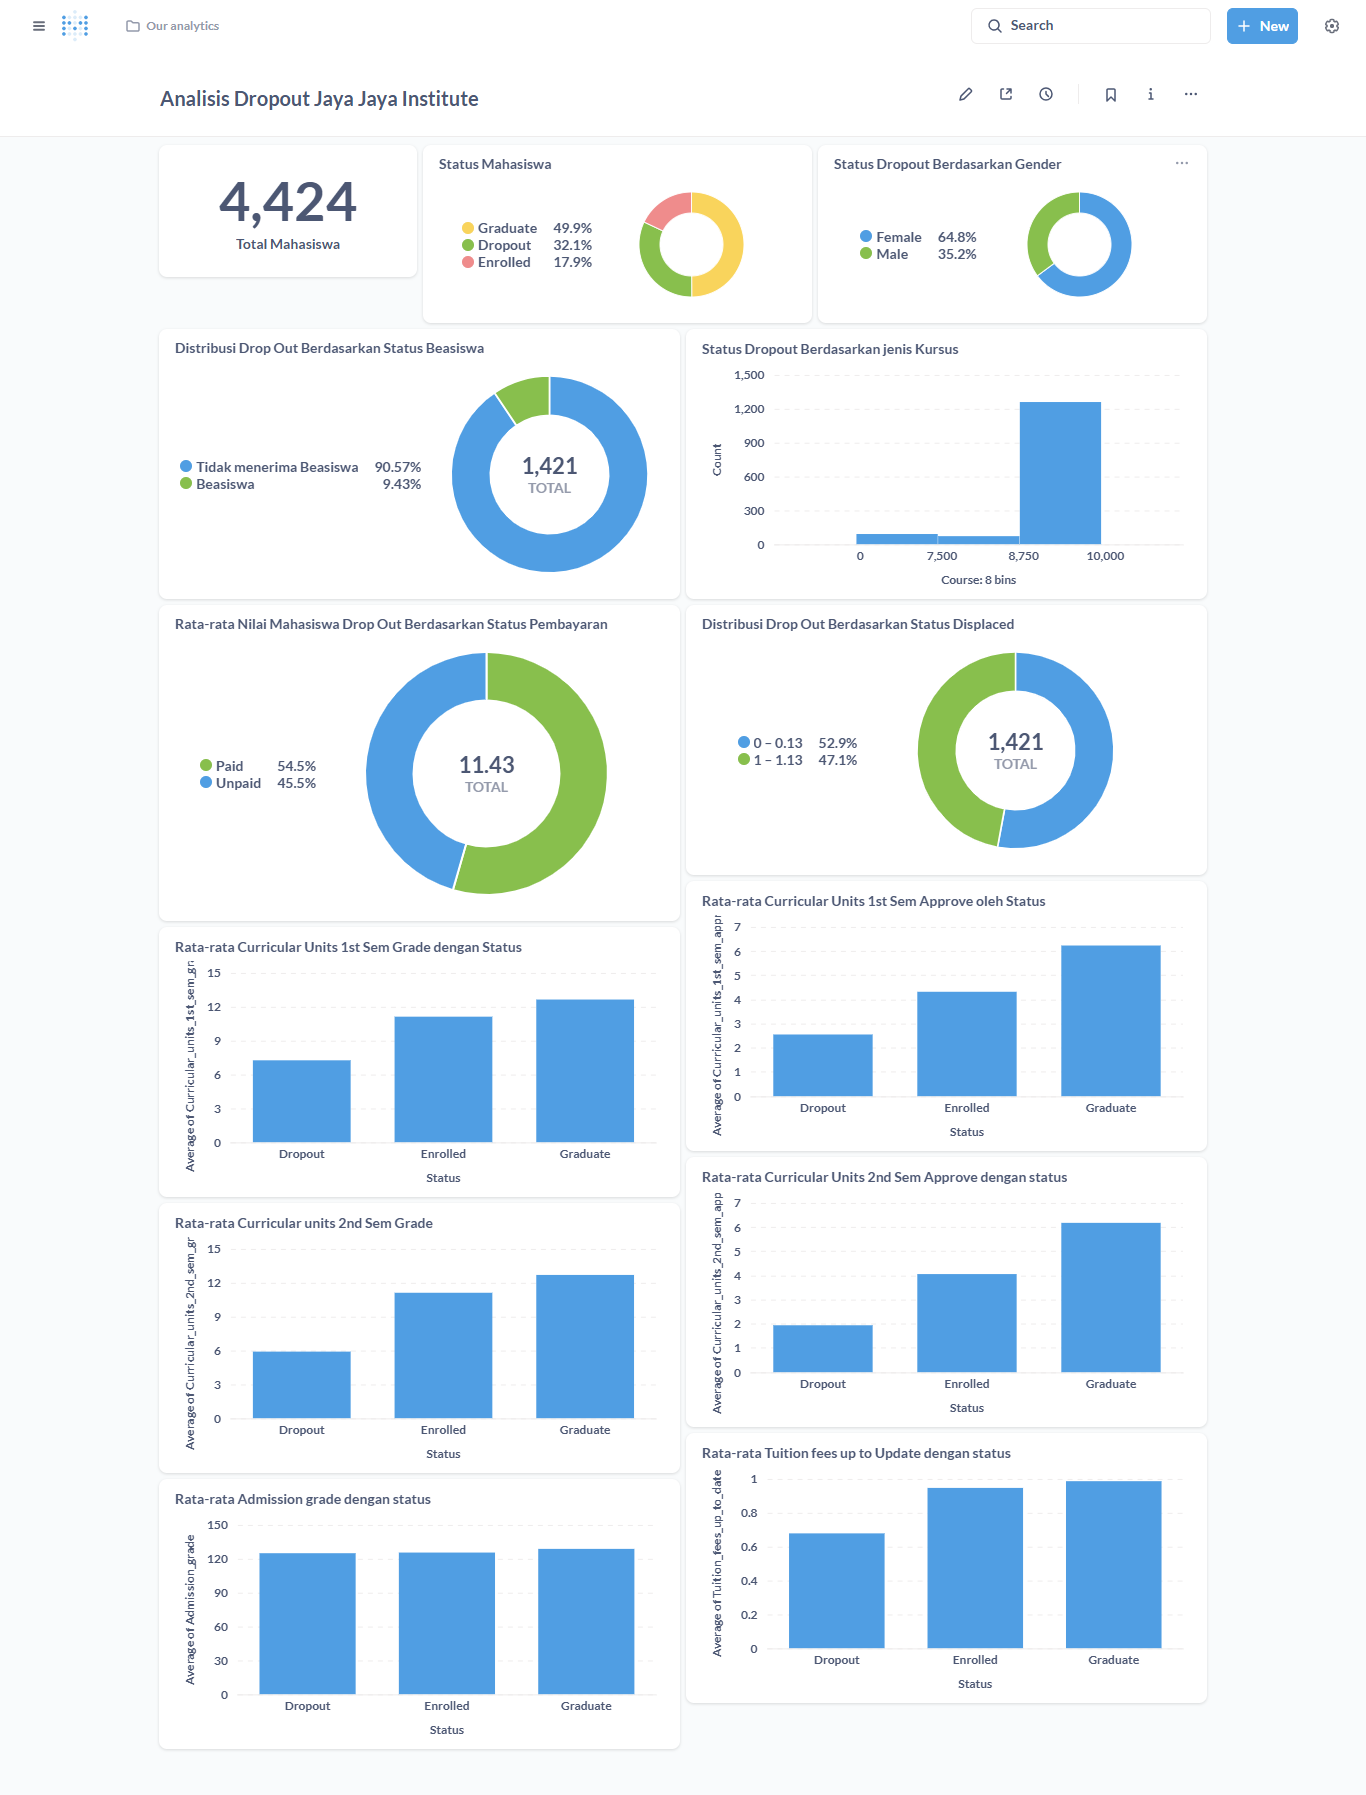 Our analytics
Search
New
Analisis Dropout Jaya Jaya Institute
4,424
Total Mahasiswa
Status Mahasiswa
Graduate 49.9%
Dropout 32.1%
Enrolled 17.9%
Status Dropout Berdasarkan Gender
Female 64.8%
Male 35.2%
Distribusi Drop Out Berdasarkan Status Beasiswa
Tidak menerima Beasiswa 90.57%
Beasiswa 9.43%
1,421
TOTAL
Status Dropout Berdasarkan jenis Kursus
Count
1,500
1,200
900
600
300
0
0 7,500 8,750 10,000
Course: 8 bins
Rata-rata Nilai Mahasiswa Drop Out Berdasarkan Status Pembayaran
Paid 54.5%
Unpaid 45.5%
11.43
TOTAL
Distribusi Drop Out Berdasarkan Status Displaced
0 – 0.13 52.9%
1 – 1.13 47.1%
1,421
TOTAL
Rata-rata Curricular Units 1st Sem Grade dengan Status
Average of Curricular_units_1st_sem_gr
15
12
9
6
3
0
Dropout Enrolled Graduate
Status
Rata-rata Curricular Units 1st Sem Approve oleh Status
Average of Curricular_units_1st_sem_appr
7
6
5
4
3
2
1
0
Dropout Enrolled Graduate
Status
Rata-rata Curricular units 2nd Sem Grade
Average of Curricular_units_2nd_sem_gr
15
12
9
6
3
0
Dropout Enrolled Graduate
Status
Rata-rata Curricular Units 2nd Sem Approve dengan status
Average of Curricular_units_2nd_sem_app
7
6
5
4
3
2
1
0
Dropout Enrolled Graduate
Status
Rata-rata Admission grade dengan status
Average of Admission_grade
150
120
90
60
30
0
Dropout Enrolled Graduate
Status
Rata-rata Tuition fees up to Update dengan status
Average of Tuition_fees_up_to_date
1
0.8
0.6
0.4
0.2
0
Dropout Enrolled Graduate
Status